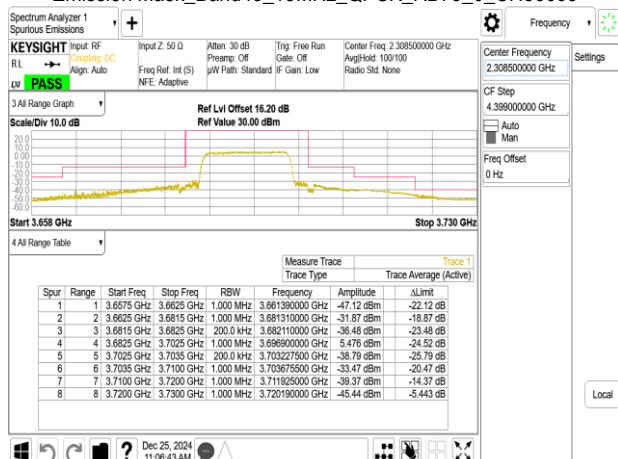 Spectrum Analyzer 1
Spurious Emissions
Frequency
KEYSIGHT
Input: RF
Input Z: 50 Ω
Atten: 30 dB
Trig: Free Run
Center Freq: 2.308500000 GHz
RL
Coupling: DC
Preamp: Off
Gate: Off
Avg|Hold: 100/100
Align: Auto
Freq Ref: Int (S)
µW Path: Standard
IF Gain: Low
Radio Std: None
PASS
NFE: Adaptive
Center Frequency
2.308500000 GHz
Settings
CF Step
4.399000000 GHz
Auto
Man
Freq Offset
0 Hz
3 All Range Graph
Ref Lvl Offset 16.20 dB
Scale/Div 10.0 dB
Ref Value 30.00 dBm
20.0
10.0
0.00
-10.0
-20.0
-30.0
-40.0
-50.0
-60.0
Start 3.658 GHz
Stop 3.730 GHz
4 All Range Table
Measure Trace Trace 1
Trace Type Trace Average (Active)
Spur Range Start Freq Stop Freq RBW Frequency Amplitude ΔLimit
1 1 3.6575 GHz 3.6625 GHz 1.000 MHz 3.661390000 GHz -47.12 dBm -22.12 dB
2 2 3.6625 GHz 3.6815 GHz 1.000 MHz 3.681310000 GHz -31.87 dBm -18.87 dB
3 3 3.6815 GHz 3.6825 GHz 200.0 kHz 3.682110000 GHz -36.48 dBm -23.48 dB
4 4 3.6825 GHz 3.7025 GHz 1.000 MHz 3.696900000 GHz 5.476 dBm -24.52 dB
5 5 3.7025 GHz 3.7035 GHz 200.0 kHz 3.703227500 GHz -38.79 dBm -25.79 dB
6 6 3.7035 GHz 3.7100 GHz 1.000 MHz 3.703675500 GHz -33.47 dBm -20.47 dB
7 7 3.7100 GHz 3.7200 GHz 1.000 MHz 3.711925000 GHz -39.37 dBm -14.37 dB
8 8 3.7200 GHz 3.7300 GHz 1.000 MHz 3.720190000 GHz -45.44 dBm -5.443 dB
Local
Dec 25, 2024
11:06:43 AM